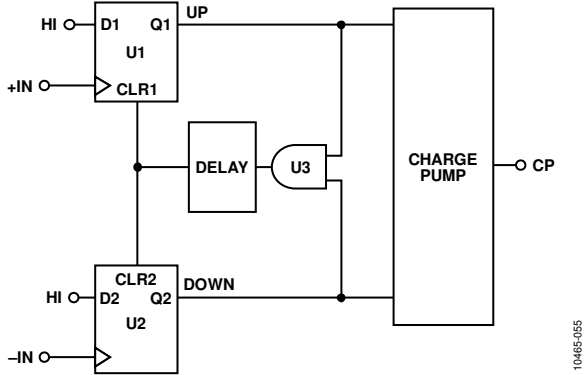 UP
HI D1 Q1
U1
+IN
CLR1
DELAY
U3
CHARGE
PUMP
CP
CLR2
DOWN
HI D2 Q2
U2
–IN
10465-055